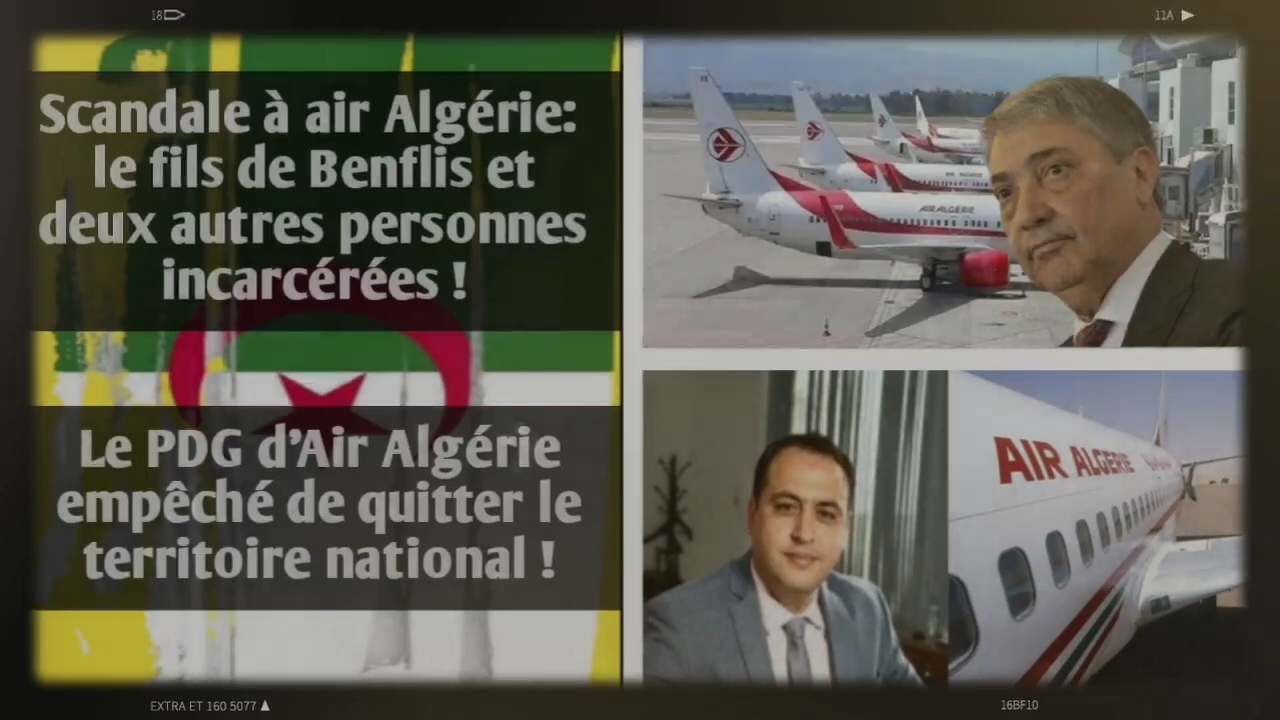 18
11A
Scandale à air Algérie:
le fils de Benflis et
deux autres personnes
incarcérées !
AIR ALGERIE
Le PDG d'Air Algérie
empêché de quitter le
territoire national !
AIR ALGERIE
EXTRA ET 160 5077
16BF10